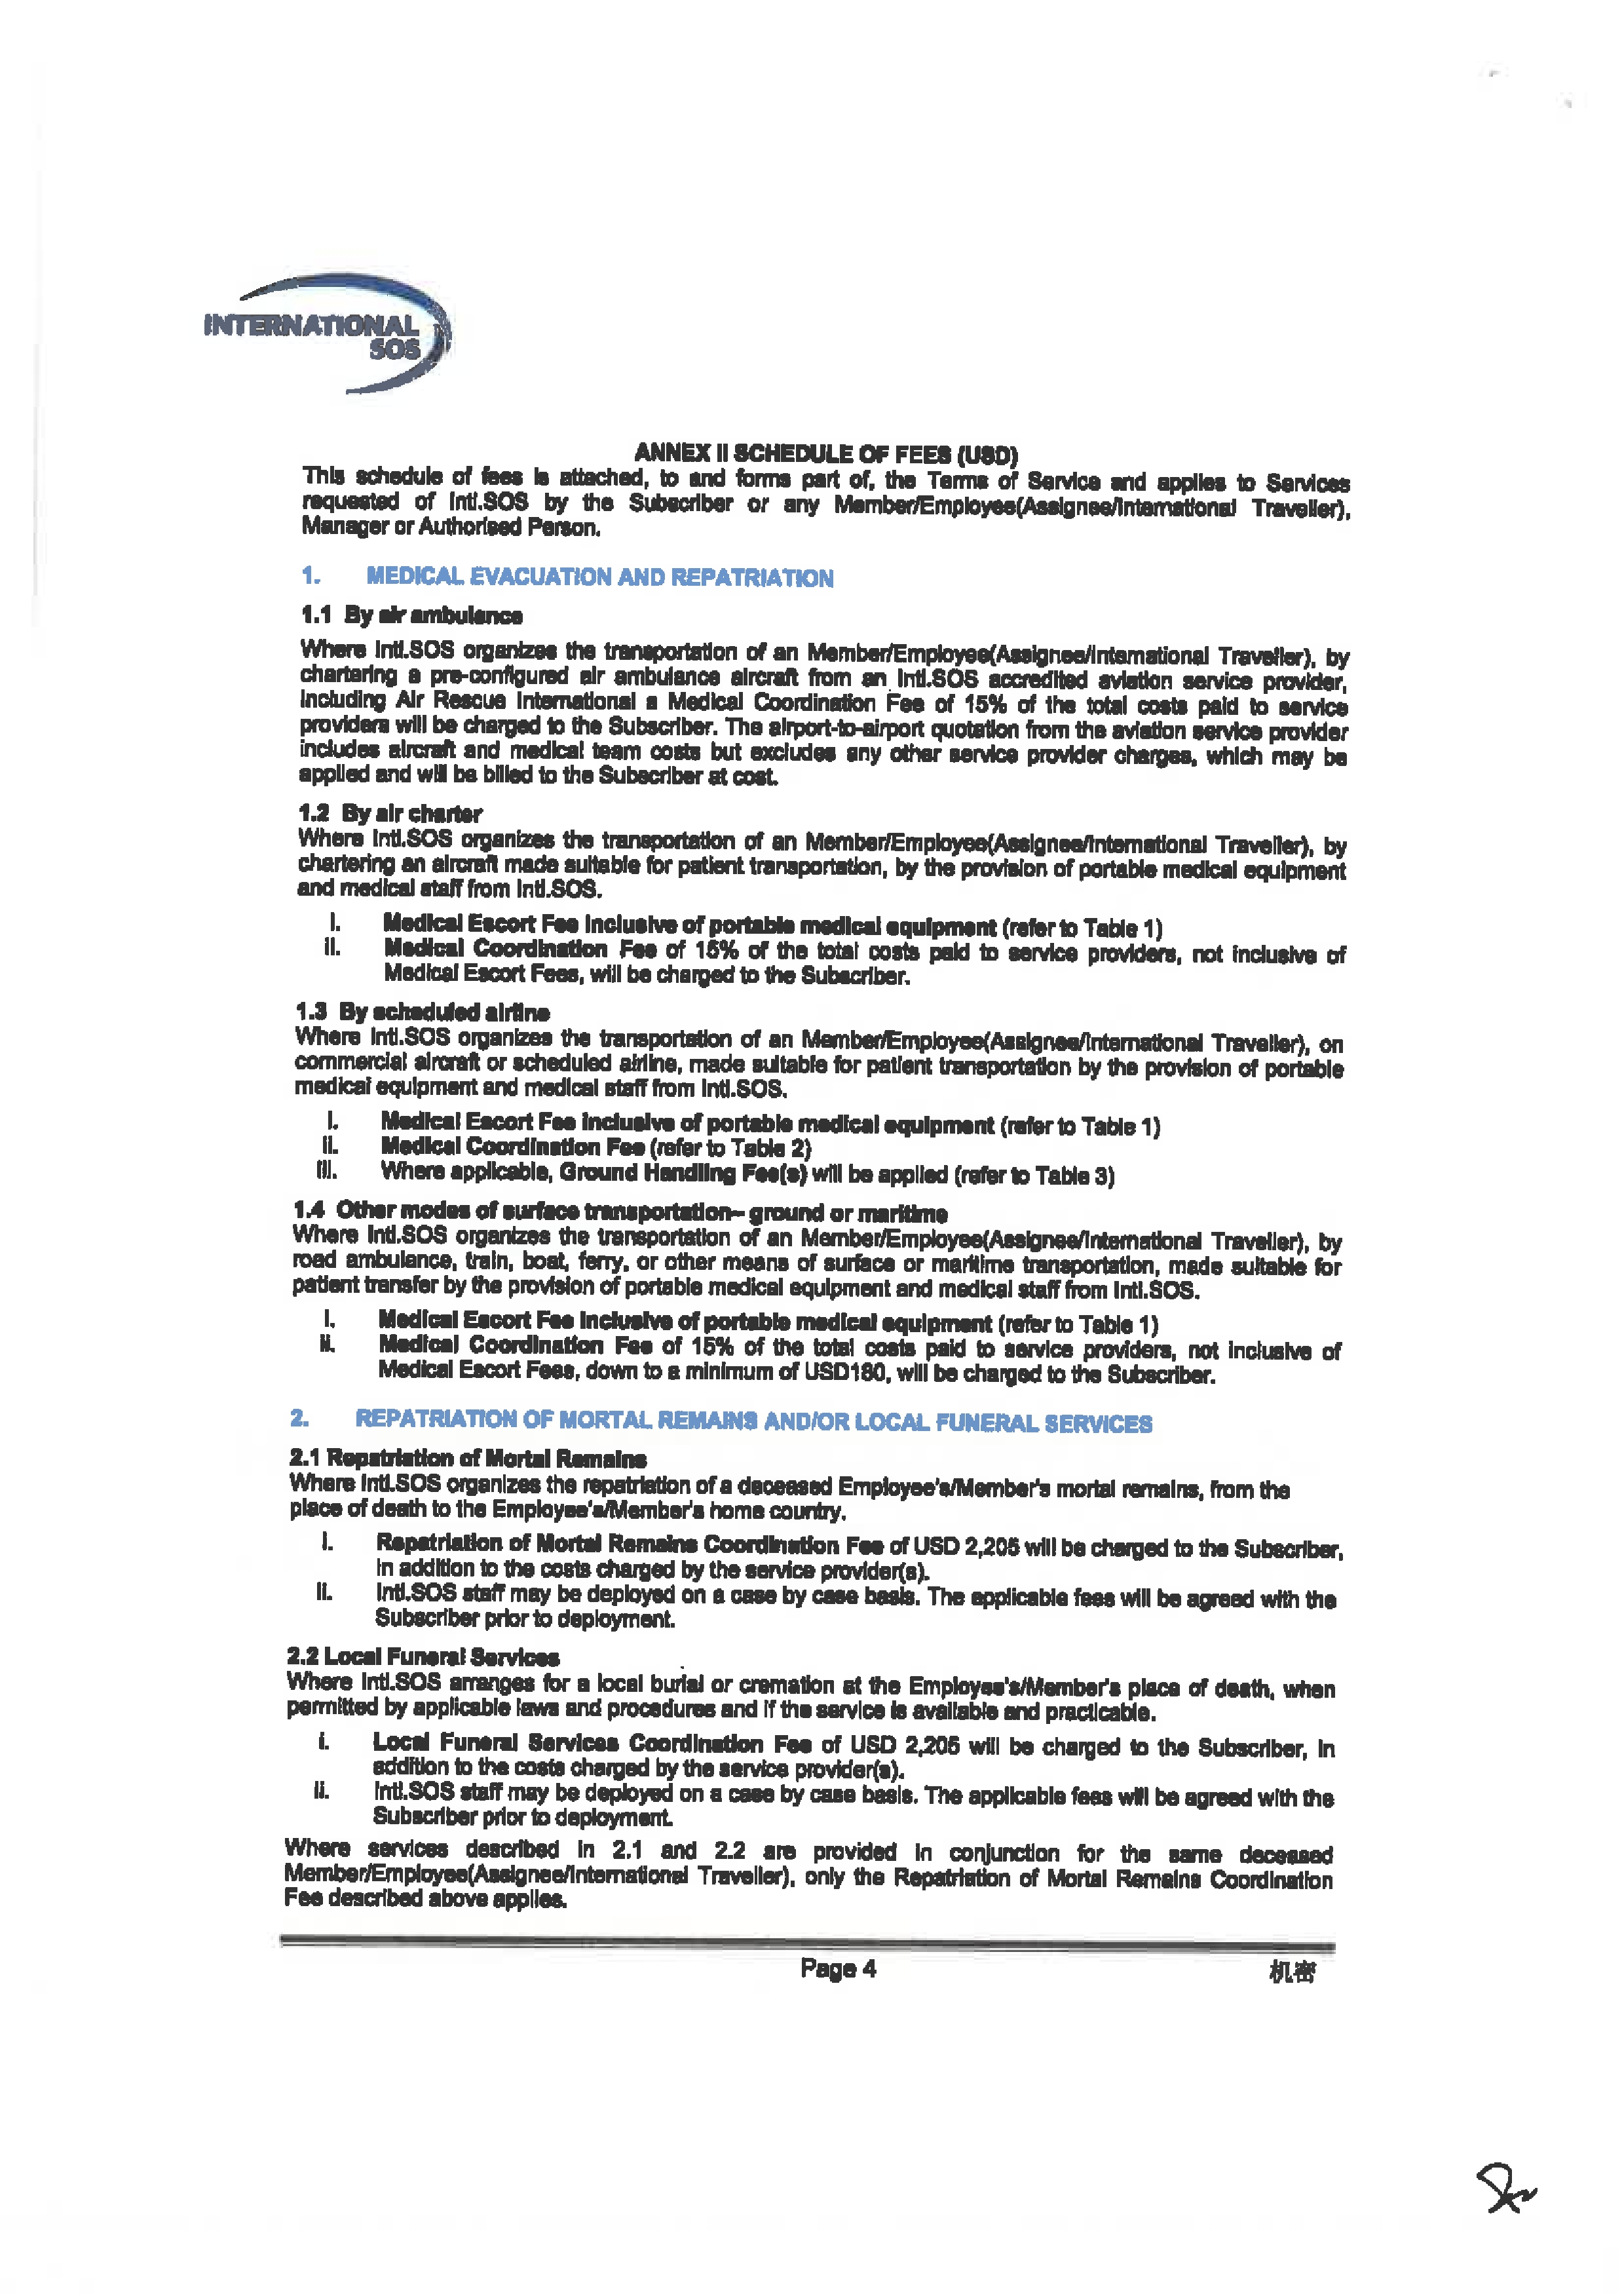 INTERNATIONAL
SOS
ANNEX II SCHEDULE OF FEES (USD)
This schedule of fees is attached, to and forms part of, the Terms of Service and applies to Services
requested of Intl.SOS by the Subscriber or any Member/Employee(Assignee/International Traveller),
Manager or Authorised Person.
1. MEDICAL EVACUATION AND REPATRIATION
1.1 By air ambulance
Where Intl.SOS organizes the transportation of an Member/Employee(Assignee/International Traveller), by
chartering a pre-configured air ambulance aircraft from an Intl.SOS accredited aviation service provider,
including Air Rescue International a Medical Coordination Fee of 15% of the total costs paid to service
providers will be charged to the Subscriber. The airport-to-airport quotation from the aviation service provider
includes aircraft and medical team costs but excludes any other service provider charges, which may be
applied and will be billed to the Subscriber at cost.
1.2 By air charter
Where Intl.SOS organizes the transportation of an Member/Employee(Assignee/International Traveller), by
chartering an aircraft made suitable for patient transportation, by the provision of portable medical equipment
and medical staff from Intl.SOS.
i. Medical Escort Fee inclusive of portable medical equipment (refer to Table 1)
ii. Medical Coordination Fee of 15% of the total costs paid to service providers, not inclusive of
Medical Escort Fees, will be charged to the Subscriber.
1.3 By scheduled airline
Where Intl.SOS organizes the transportation of an Member/Employee(Assignee/International Traveller), on
commercial aircraft or scheduled airline, made suitable for patient transportation by the provision of portable
medical equipment and medical staff from Intl.SOS.
i. Medical Escort Fee inclusive of portable medical equipment (refer to Table 1)
ii. Medical Coordination Fee (refer to Table 2)
iii. Where applicable, Ground Handling Fee(s) will be applied (refer to Table 3)
1.4 Other modes of surface transportation– ground or maritime
Where Intl.SOS organizes the transportation of an Member/Employee(Assignee/International Traveller), by
road ambulance, train, boat, ferry, or other means of surface or maritime transportation, made suitable for
patient transfer by the provision of portable medical equipment and medical staff from Intl.SOS.
i. Medical Escort Fee inclusive of portable medical equipment (refer to Table 1)
ii. Medical Coordination Fee of 15% of the total costs paid to service providers, not inclusive of
Medical Escort Fees, down to a minimum of USD180, will be charged to the Subscriber.
2. REPATRIATION OF MORTAL REMAINS AND/OR LOCAL FUNERAL SERVICES
2.1 Repatriation of Mortal Remains
Where Intl.SOS organizes the repatriation of a deceased Employee's/Member's mortal remains, from the
place of death to the Employee's/Member's home country.
i. Repatriation of Mortal Remains Coordination Fee of USD 2,205 will be charged to the Subscriber,
in addition to the costs charged by the service provider(s).
ii. Intl.SOS staff may be deployed on a case by case basis. The applicable fees will be agreed with the
Subscriber prior to deployment.
2.2 Local Funeral Services
Where Intl.SOS arranges for a local burial or cremation at the Employee's/Member's place of death, when
permitted by applicable laws and procedures and if the service is available and practicable.
i. Local Funeral Services Coordination Fee of USD 2,205 will be charged to the Subscriber, in
addition to the costs charged by the service provider(s).
ii. Intl.SOS staff may be deployed on a case by case basis. The applicable fees will be agreed with the
Subscriber prior to deployment.
Where services described in 2.1 and 2.2 are provided in conjunction for the same deceased
Member/Employee(Assignee/International Traveller), only the Repatriation of Mortal Remains Coordination
Fee described above applies.
Page 4
机密